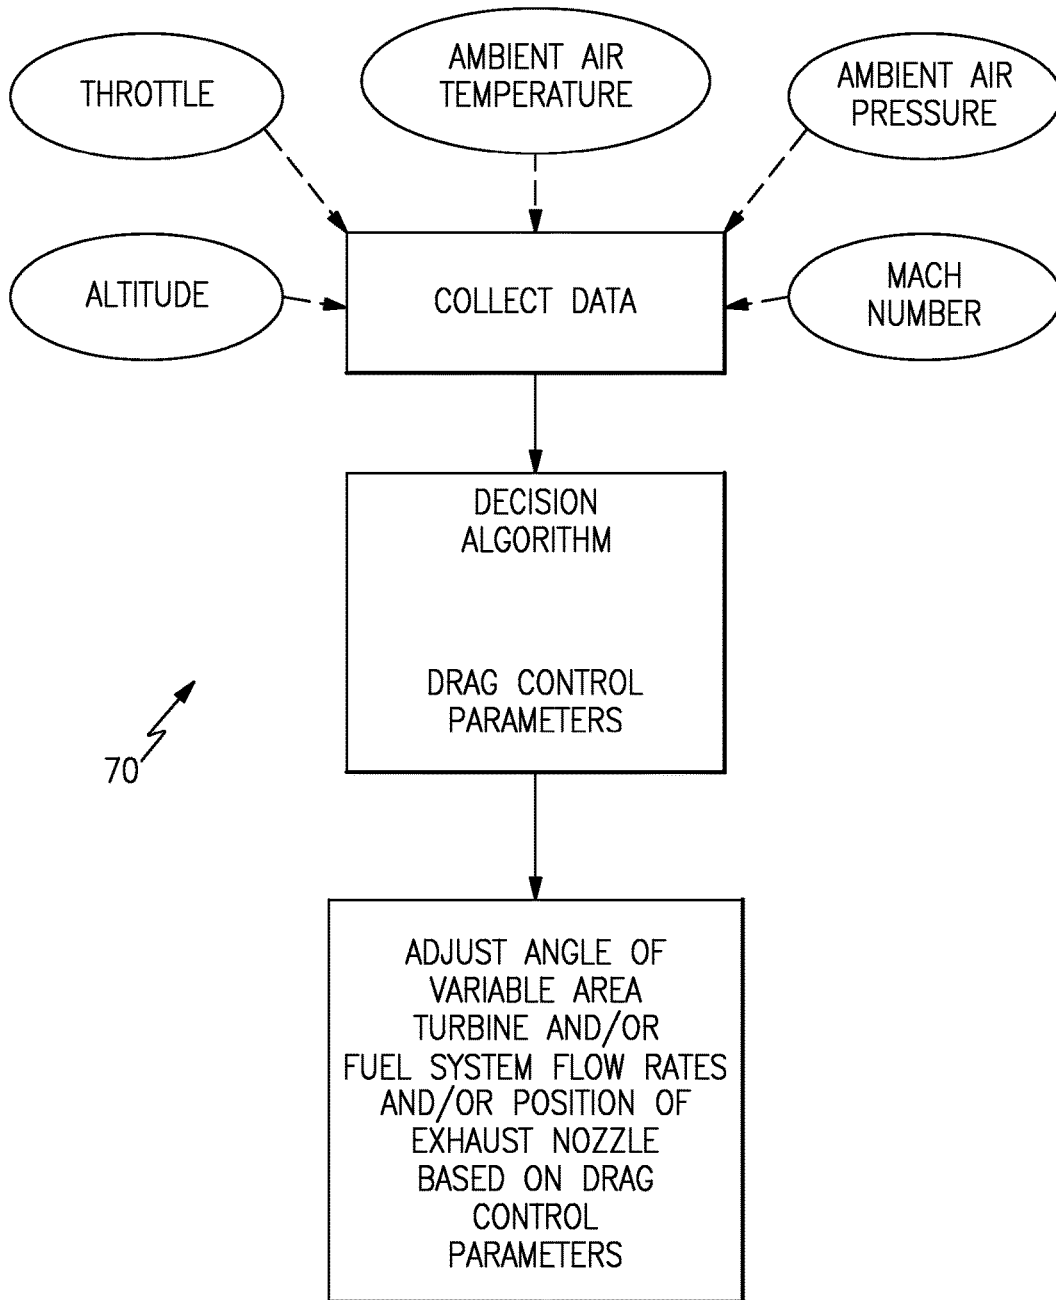 THROTTLE
AMBIENT AIR
TEMPERATURE
AMBIENT AIR
PRESSURE
ALTITUDE
COLLECT DATA
MACH
NUMBER
DECISION
ALGORITHM
DRAG CONTROL
PARAMETERS
70
ADJUST ANGLE OF
VARIABLE AREA
TURBINE AND/OR
FUEL SYSTEM FLOW RATES
AND/OR POSITION OF
EXHAUST NOZZLE
BASED ON DRAG
CONTROL
PARAMETERS